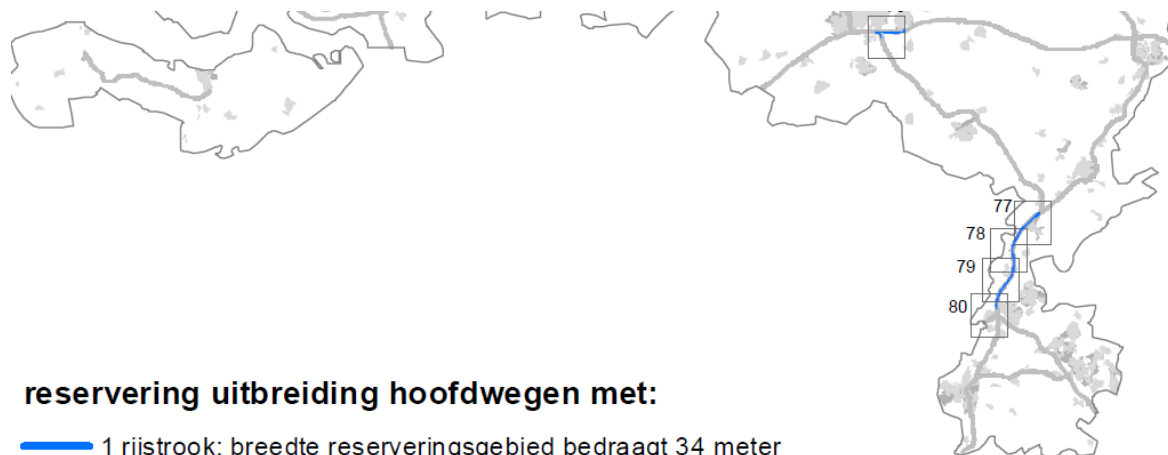 77
78
79
80
reservering uitbreiding hoofdwegen met:
1 rijstrook: breedte reserveringsgebied bedraagt 34 meter